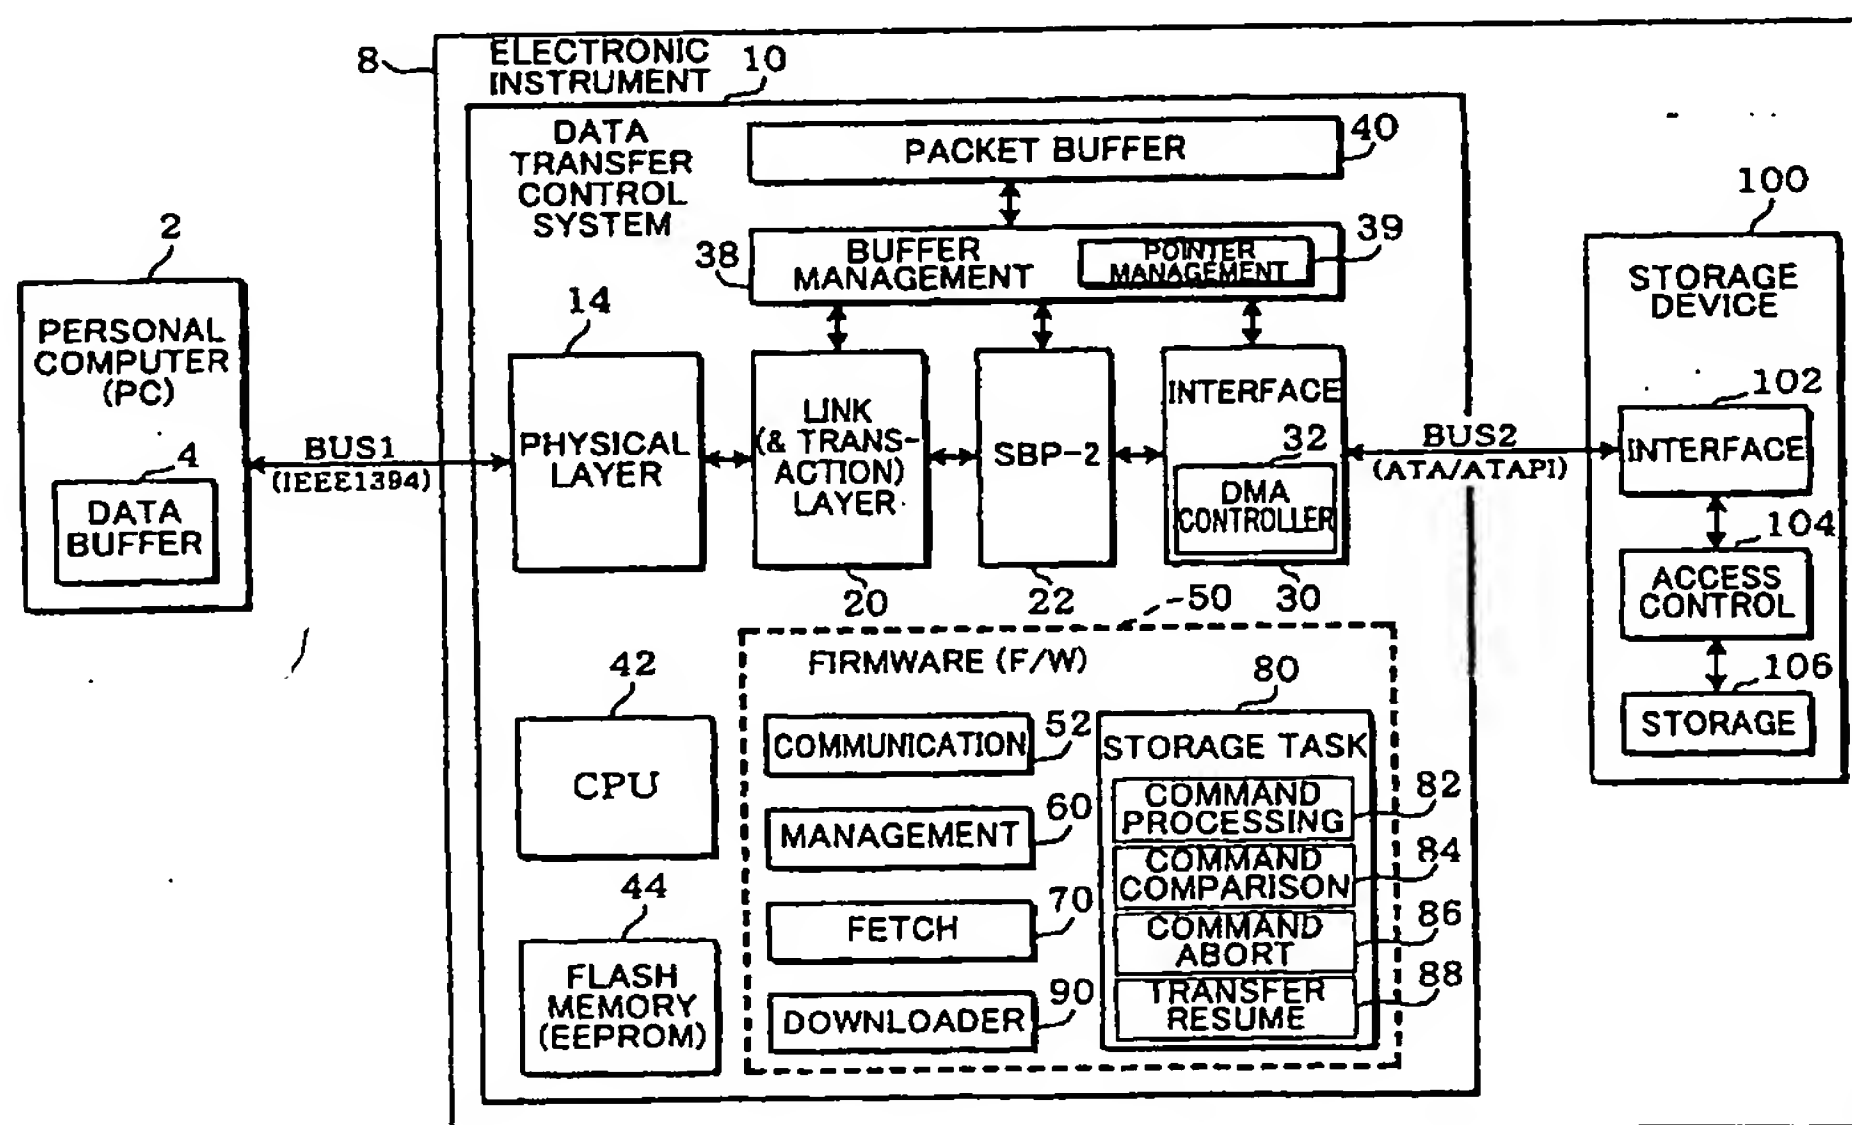 8
ELECTRONIC
INSTRUMENT
10
DATA
TRANSFER
CONTROL
SYSTEM
PACKET BUFFER
40
38
BUFFER
MANAGEMENT
POINTER
MANAGEMENT
39
2
PERSONAL
COMPUTER
(PC)
4
DATA
BUFFER
BUS1
(IEEE1394)
14
PHYSICAL
LAYER
LINK
(& TRANS-
ACTION)
LAYER
20
SBP-2
22
INTERFACE
32
DMA
CONTROLLER
30
BUS2
(ATA/ATAPI)
100
STORAGE
DEVICE
102
INTERFACE
104
ACCESS
CONTROL
106
STORAGE
42
CPU
44
FLASH
MEMORY
(EEPROM)
50
FIRMWARE (F/W)
COMMUNICATION
52
MANAGEMENT
60
FETCH
70
DOWNLOADER
90
80
STORAGE TASK
COMMAND
PROCESSING
82
COMMAND
COMPARISON
84
COMMAND
ABORT
86
TRANSFER
RESUME
88